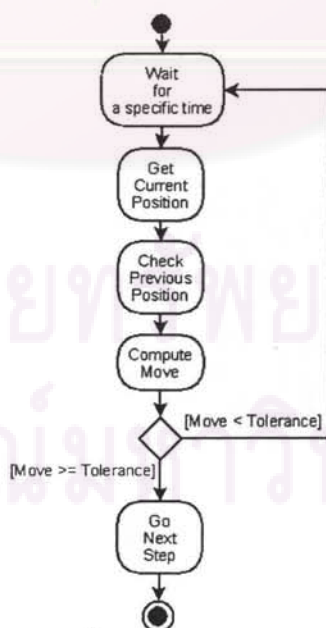 Wait
for
a specific time
Get
Current
Position
Check
Previous
Position
Compute
Move
[Move < Tolerance]
[Move >= Tolerance]
Go
Next
Step